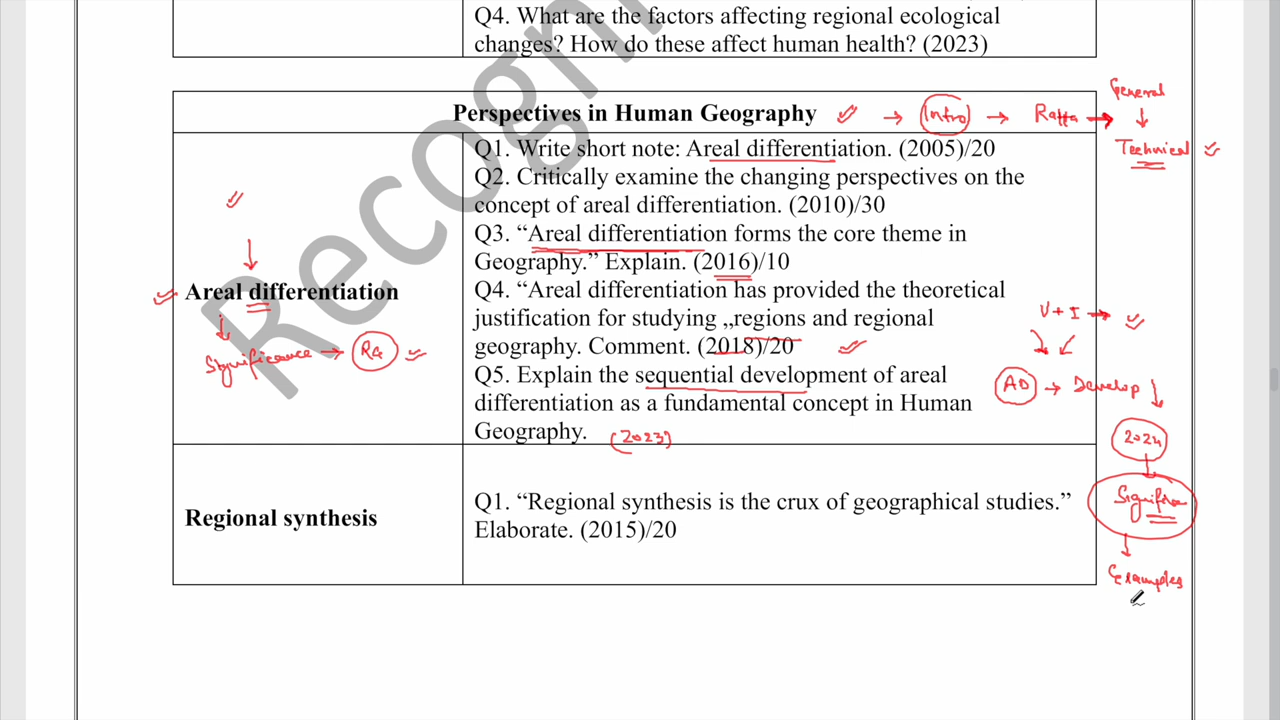 Q4. What are the factors affecting regional ecological
changes? How do these affect human health? (2023)
Perspectives in Human Geography
Intro
Ratta
General
Technical
Areal differentiation
Significance
RG
Q1. Write short note: Areal differentiation. (2005)/20
Q2. Critically examine the changing perspectives on the
concept of areal differentiation. (2010)/30
Q3. “Areal differentiation forms the core theme in
Geography.” Explain. (2016)/10
Q4. “Areal differentiation has provided the theoretical
justification for studying „regions and regional
geography. Comment. (2018)/20
Q5. Explain the sequential development of areal
differentiation as a fundamental concept in Human
Geography. (2023)
V + I
AD
Develop
2024
Examples
Regional synthesis
Q1. “Regional synthesis is the crux of geographical studies.”
Elaborate. (2015)/20
Recogni